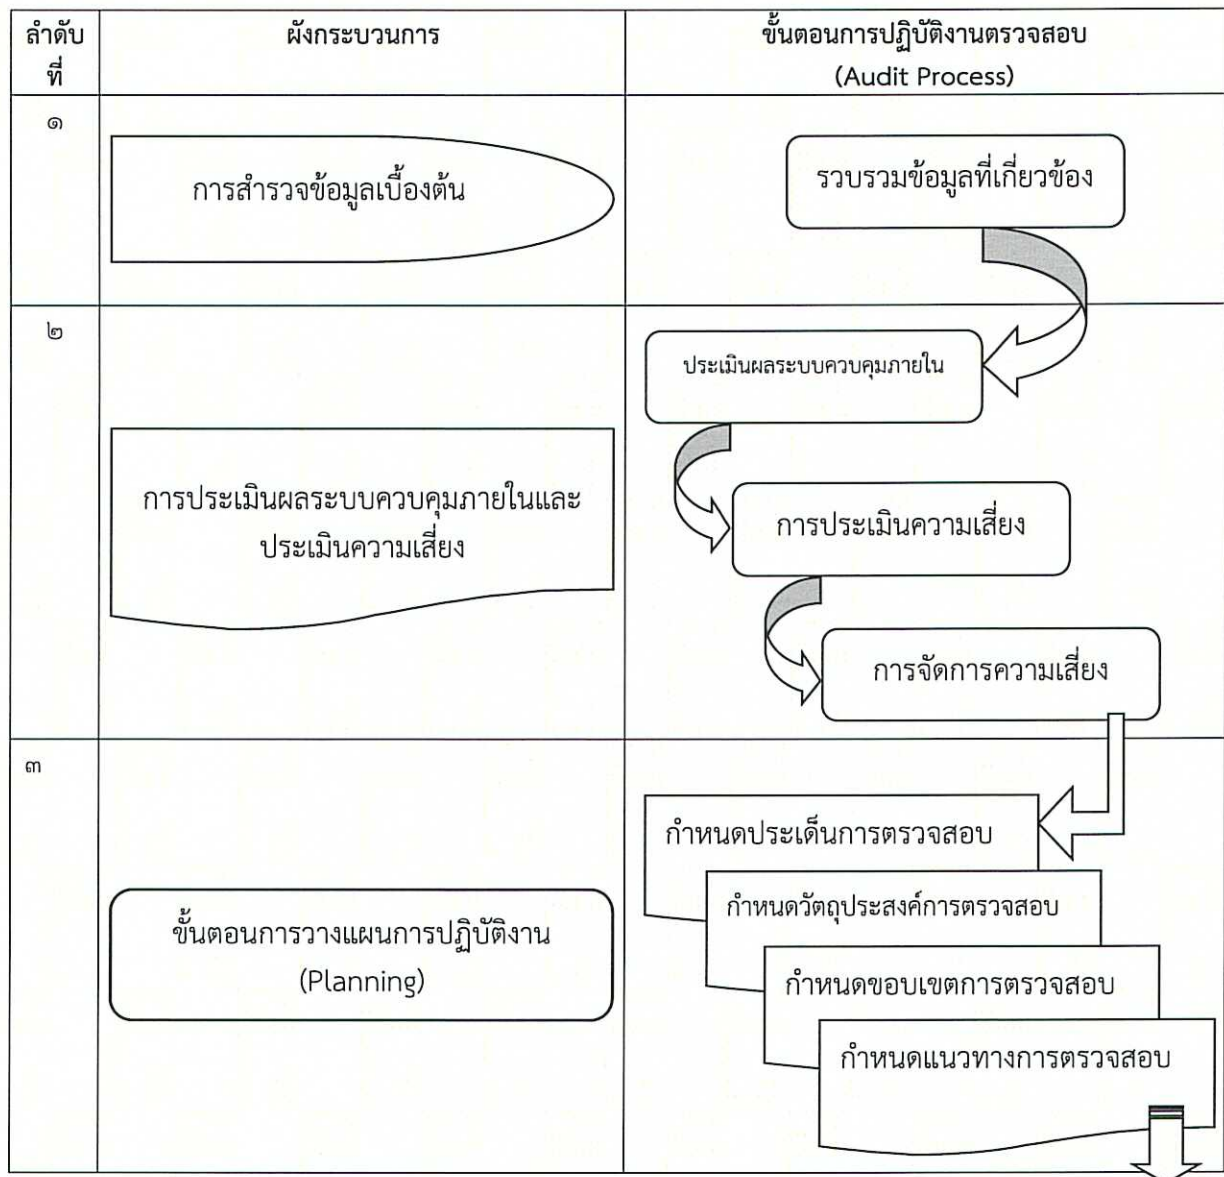 ลำดับ
ที่
ผังกระบวนการ
ขั้นตอนการปฏิบัติงานตรวจสอบ
(Audit Process)
๑
การสำรวจข้อมูลเบื้องต้น
รวบรวมข้อมูลที่เกี่ยวข้อง
๒
การประเมินผลระบบควบคุมภายในและ
ประเมินความเสี่ยง
ประเมินผลระบบควบคุมภายใน
การประเมินความเสี่ยง
การจัดการความเสี่ยง
๓
ขั้นตอนการวางแผนการปฏิบัติงาน
(Planning)
กำหนดประเด็นการตรวจสอบ
กำหนดวัตถุประสงค์การตรวจสอบ
กำหนดขอบเขตการตรวจสอบ
กำหนดแนวทางการตรวจสอบ